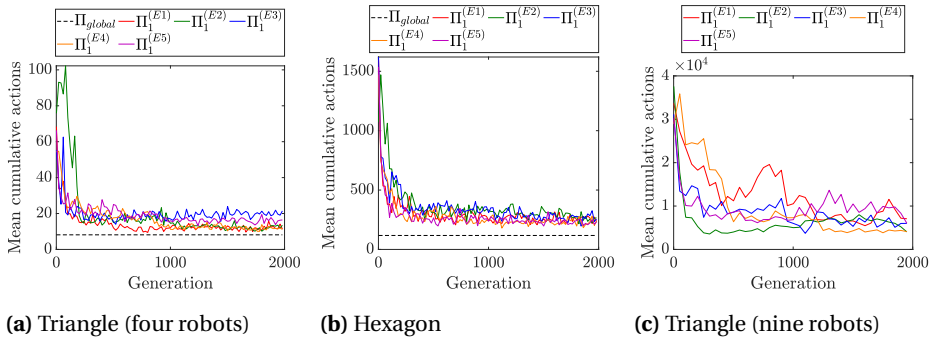 Π_global Π_1^(E1) Π_1^(E2) Π_1^(E3)
Π_1^(E4) Π_1^(E5)
100
80
60
40
20
0
0 1000 2000
Mean cumulative actions
Generation
(a) Triangle (four robots)
Π_global Π_1^(E1) Π_1^(E2) Π_1^(E3)
Π_1^(E4) Π_1^(E5)
1500
1000
500
0
0 1000 2000
Mean cumulative actions
Generation
(b) Hexagon
Π_1^(E1) Π_1^(E2) Π_1^(E3) Π_1^(E4)
Π_1^(E5)
×10^4
4
3
2
1
0
0 1000 2000
Mean cumulative actions
Generation
(c) Triangle (nine robots)